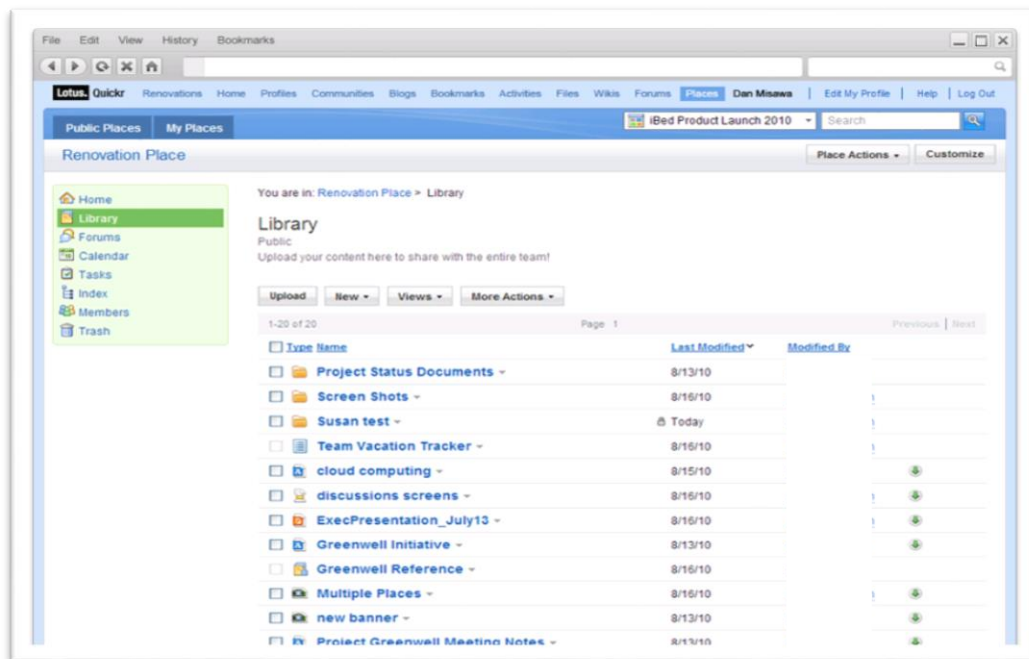 File Edit View History Bookmarks
Lotus. Quickr Renovations Home Profiles Communities Blogs Bookmarks Activities Files Wikis Forums Places Dan Misawa | Edit My Profile | Help | Log Out
Public Places My Places iBed Product Launch 2010 Search
Renovation Place Place Actions Customize
Home
Library
Forums
Calendar
Tasks
Index
Members
Trash
You are in: Renovation Place > Library
Library
Public
Upload your content here to share with the entire team!
Upload New Views More Actions
1-20 of 20 Page 1 Previous | Next
Type Name Last Modified Modified By
Project Status Documents 8/13/10
Screen Shots 8/16/10
Susan test Today
Team Vacation Tracker 8/16/10
cloud computing 8/15/10
discussions screens 8/16/10
ExecPresentation_July13 8/16/10
Greenwell Initiative 8/13/10
Greenwell Reference 8/16/10
Multiple Places 8/16/10
new banner 8/13/10
Project Greenwell Meeting Notes 8/13/10